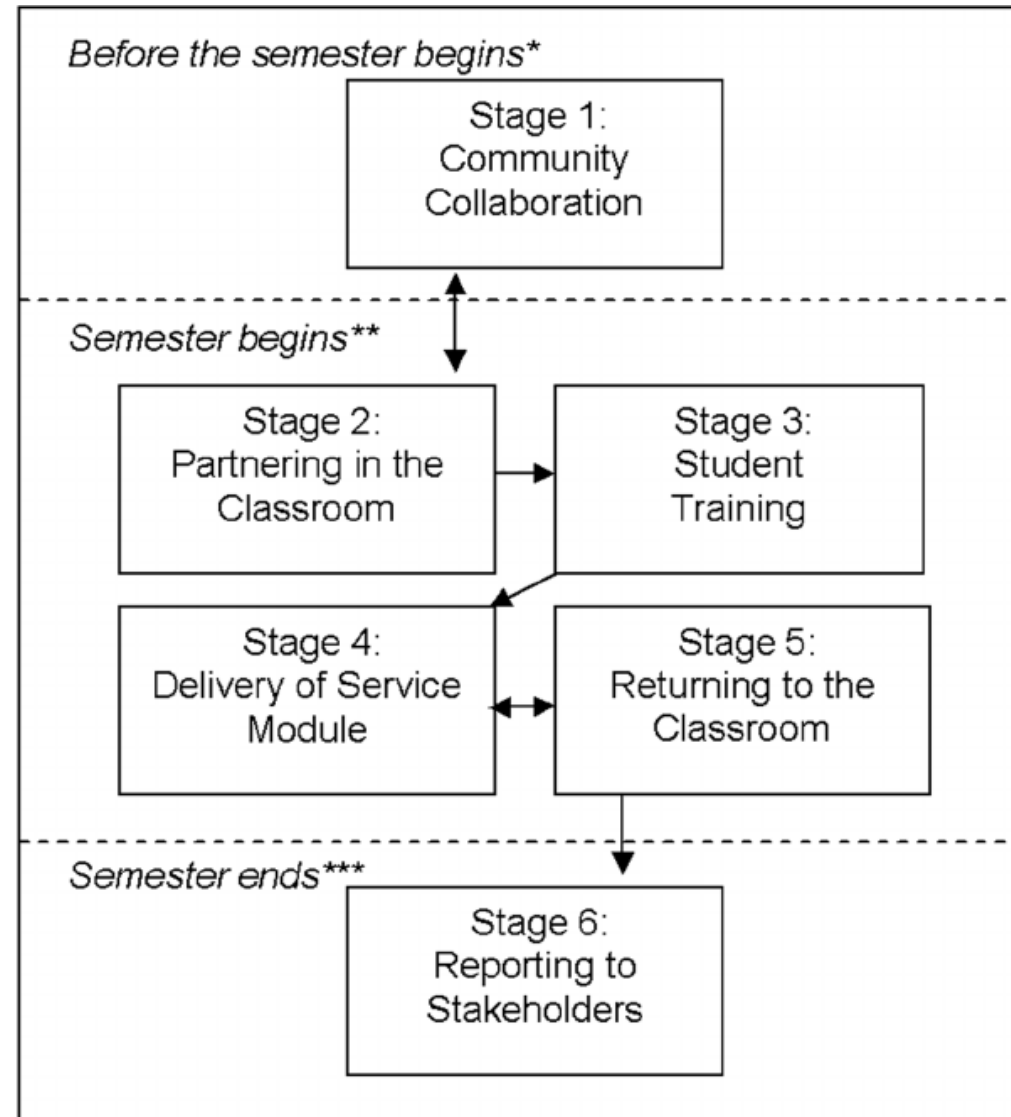 Before the semester begins*
Stage 1:
Community
Collaboration
Semester begins**
Stage 2:
Partnering in the
Classroom
Stage 3:
Student
Training
Stage 4:
Delivery of Service
Module
Stage 5:
Returning to the
Classroom
Semester ends***
Stage 6:
Reporting to
Stakeholders